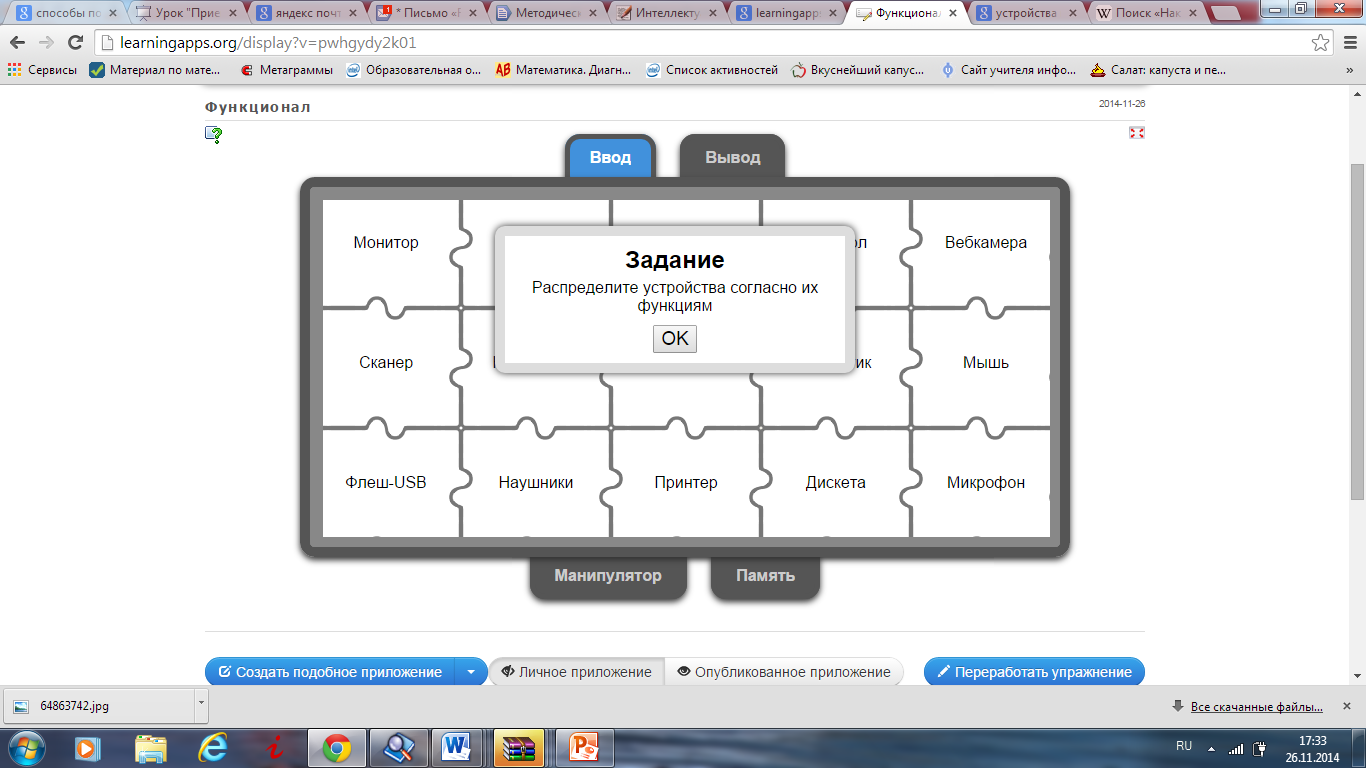 способы по
Урок "Прие
яндекс почт
* Письмо «
Методическ
Интеллекту
learningapps
Функционал
устройства
Поиск «Нак
learningapps.org/display?v=pwhgydy2k01
Сервисы
Материал по мате...
Метаграммы
Образовательная о...
Математика. Диагн...
Список активностей
Вкуснейший капус...
Сайт учителя инфо...
Салат: капуста и пе...
»
Функционал
2014-11-26
Ввод
Вывод
Монитор
Вебкамера
Задание
Распределите устройства согласно их
функциям
OK
Сканер
Мышь
Флеш-USB
Наушники
Принтер
Дискета
Микрофон
Манипулятор
Память
Создать подобное приложение
Личное приложение
Опубликованное приложение
Переработать упражнение
64863742.jpg
Все скачанные файлы...
RU
17:33
26.11.2014